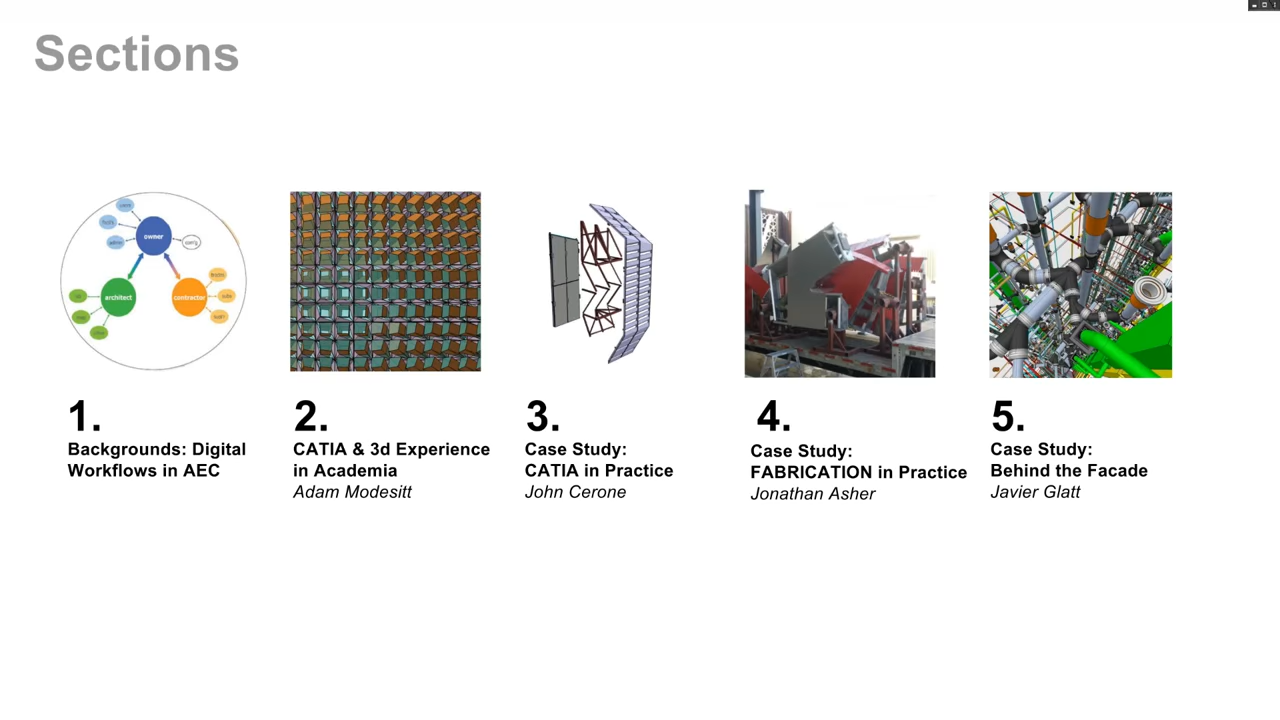 Sections
owner
architect
contractor
1.
Backgrounds: Digital
Workflows in AEC
2.
CATIA & 3d Experience
in Academia
Adam Modesitt
3.
Case Study:
CATIA in Practice
John Cerone
4.
Case Study:
FABRICATION in Practice
Jonathan Asher
5.
Case Study:
Behind the Facade
Javier Glatt